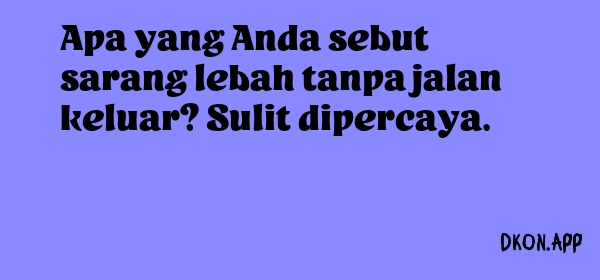 Apa yang Anda sebut
sarang lebah tanpa jalan
keluar? Sulit dipercaya.
DKON.APP